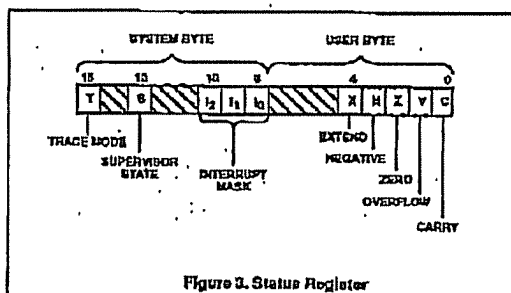 SYSTEM BYTE USER BYTE
15 13 10 8 4 0
T S I2 I1 I0 X N Z V C
TRACE MODE EXTEND
SUPERVISOR STATE INTERRUPT MASK NEGATIVE
ZERO
OVERFLOW
CARRY
Figure 3. Status Register